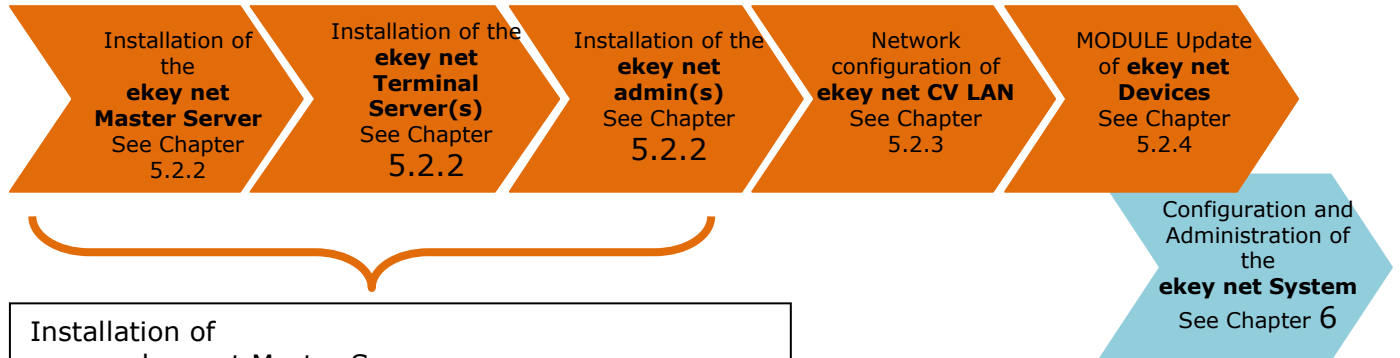 Installation of
the
ekey net
Master Server
See Chapter
5.2.2
Installation of the
ekey net
Terminal
Server(s)
See Chapter
5.2.2
Installation of the
ekey net
admin(s)
See Chapter
5.2.2
Network
configuration of
ekey net CV LAN
See Chapter
5.2.3
MODULE Update
of ekey net
Devices
See Chapter
5.2.4
Configuration and
Administration of
the
ekey net System
See Chapter 6
Installation of